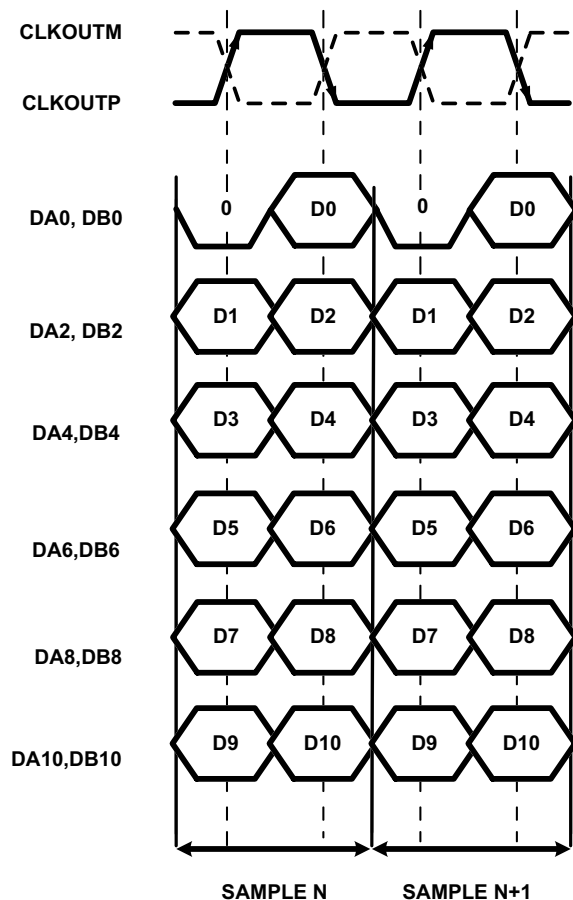 CLKOUTM
CLKOUTP
DA0, DB0
0 D0 0 D0
DA2, DB2
D1 D2 D1 D2
DA4,DB4
D3 D4 D3 D4
DA6,DB6
D5 D6 D5 D6
DA8,DB8
D7 D8 D7 D8
DA10,DB10
D9 D10 D9 D10
SAMPLE N SAMPLE N+1